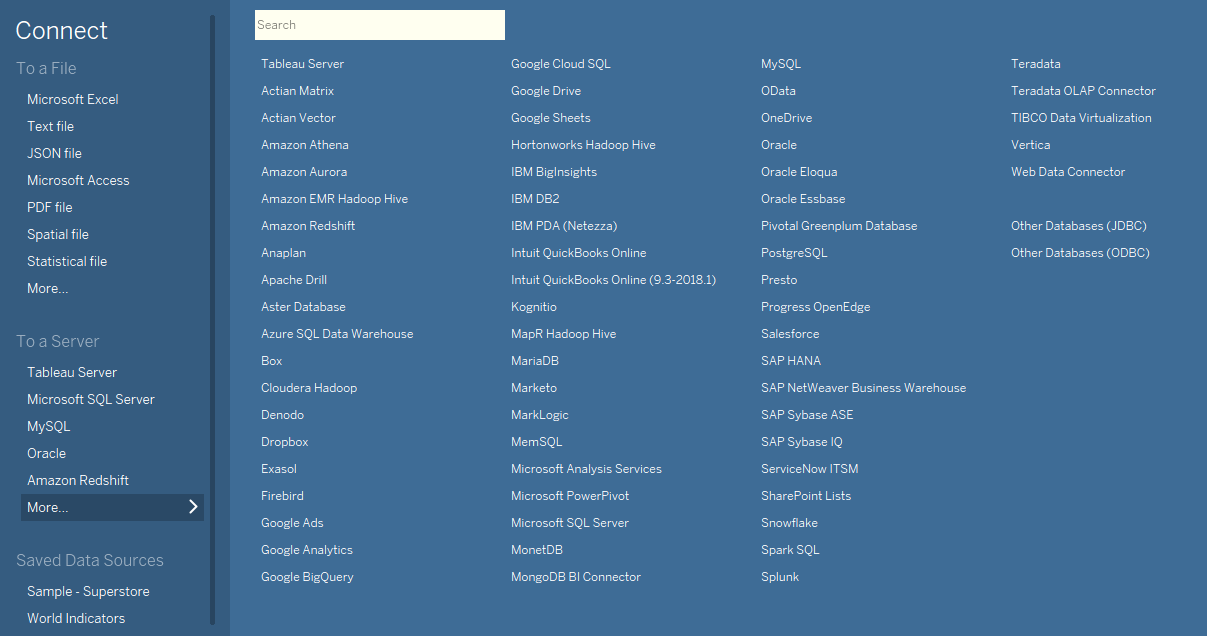 Connect
To a File
Microsoft Excel
Text file
JSON file
Microsoft Access
PDF file
Spatial file
Statistical file
More...
To a Server
Tableau Server
Microsoft SQL Server
MySQL
Oracle
Amazon Redshift
More...
Saved Data Sources
Sample - Superstore
World Indicators
Search
Tableau Server
Actian Matrix
Actian Vector
Amazon Athena
Amazon Aurora
Amazon EMR Hadoop Hive
Amazon Redshift
Anaplan
Apache Drill
Aster Database
Azure SQL Data Warehouse
Box
Cloudera Hadoop
Denodo
Dropbox
Exasol
Firebird
Google Ads
Google Analytics
Google BigQuery
Google Cloud SQL
Google Drive
Google Sheets
Hortonworks Hadoop Hive
IBM BigInsights
IBM DB2
IBM PDA (Netezza)
Intuit QuickBooks Online
Intuit QuickBooks Online (9.3-2018.1)
Kognitio
MapR Hadoop Hive
MariaDB
Marketo
MarkLogic
MemSQL
Microsoft Analysis Services
Microsoft PowerPivot
Microsoft SQL Server
MonetDB
MongoDB BI Connector
MySQL
OData
OneDrive
Oracle
Oracle Eloqua
Oracle Essbase
Pivotal Greenplum Database
PostgreSQL
Presto
Progress OpenEdge
Salesforce
SAP HANA
SAP NetWeaver Business Warehouse
SAP Sybase ASE
SAP Sybase IQ
ServiceNow ITSM
SharePoint Lists
Snowflake
Spark SQL
Splunk
Teradata
Teradata OLAP Connector
TIBCO Data Virtualization
Vertica
Web Data Connector
Other Databases (JDBC)
Other Databases (ODBC)